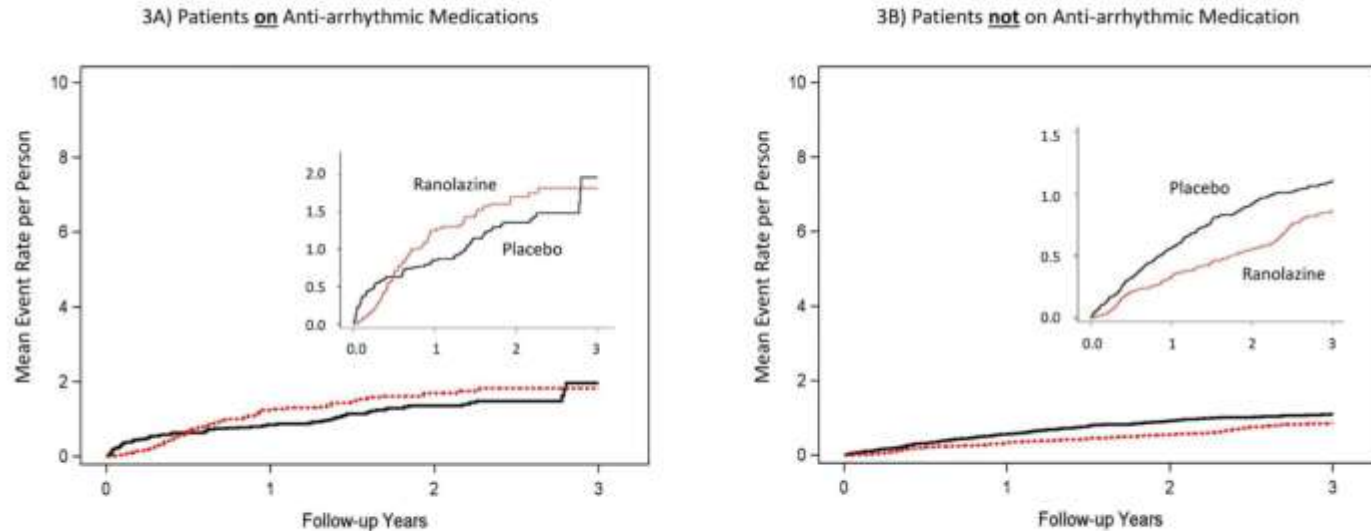 3A) Patients on Anti-arrhythmic Medications
Mean Event Rate per Person
10
8
6
4
2
0
2.0
1.5
1.0
0.5
0.0
Ranolazine
Placebo
0.0 1 2 3
0 1 2 3
Follow-up Years
3B) Patients not on Anti-arrhythmic Medication
Mean Event Rate per Person
10
8
6
4
2
0
1.5
1.0
0.5
0.0
Placebo
Ranolazine
0.0 1 2 3
0 1 2 3
Follow-up Years